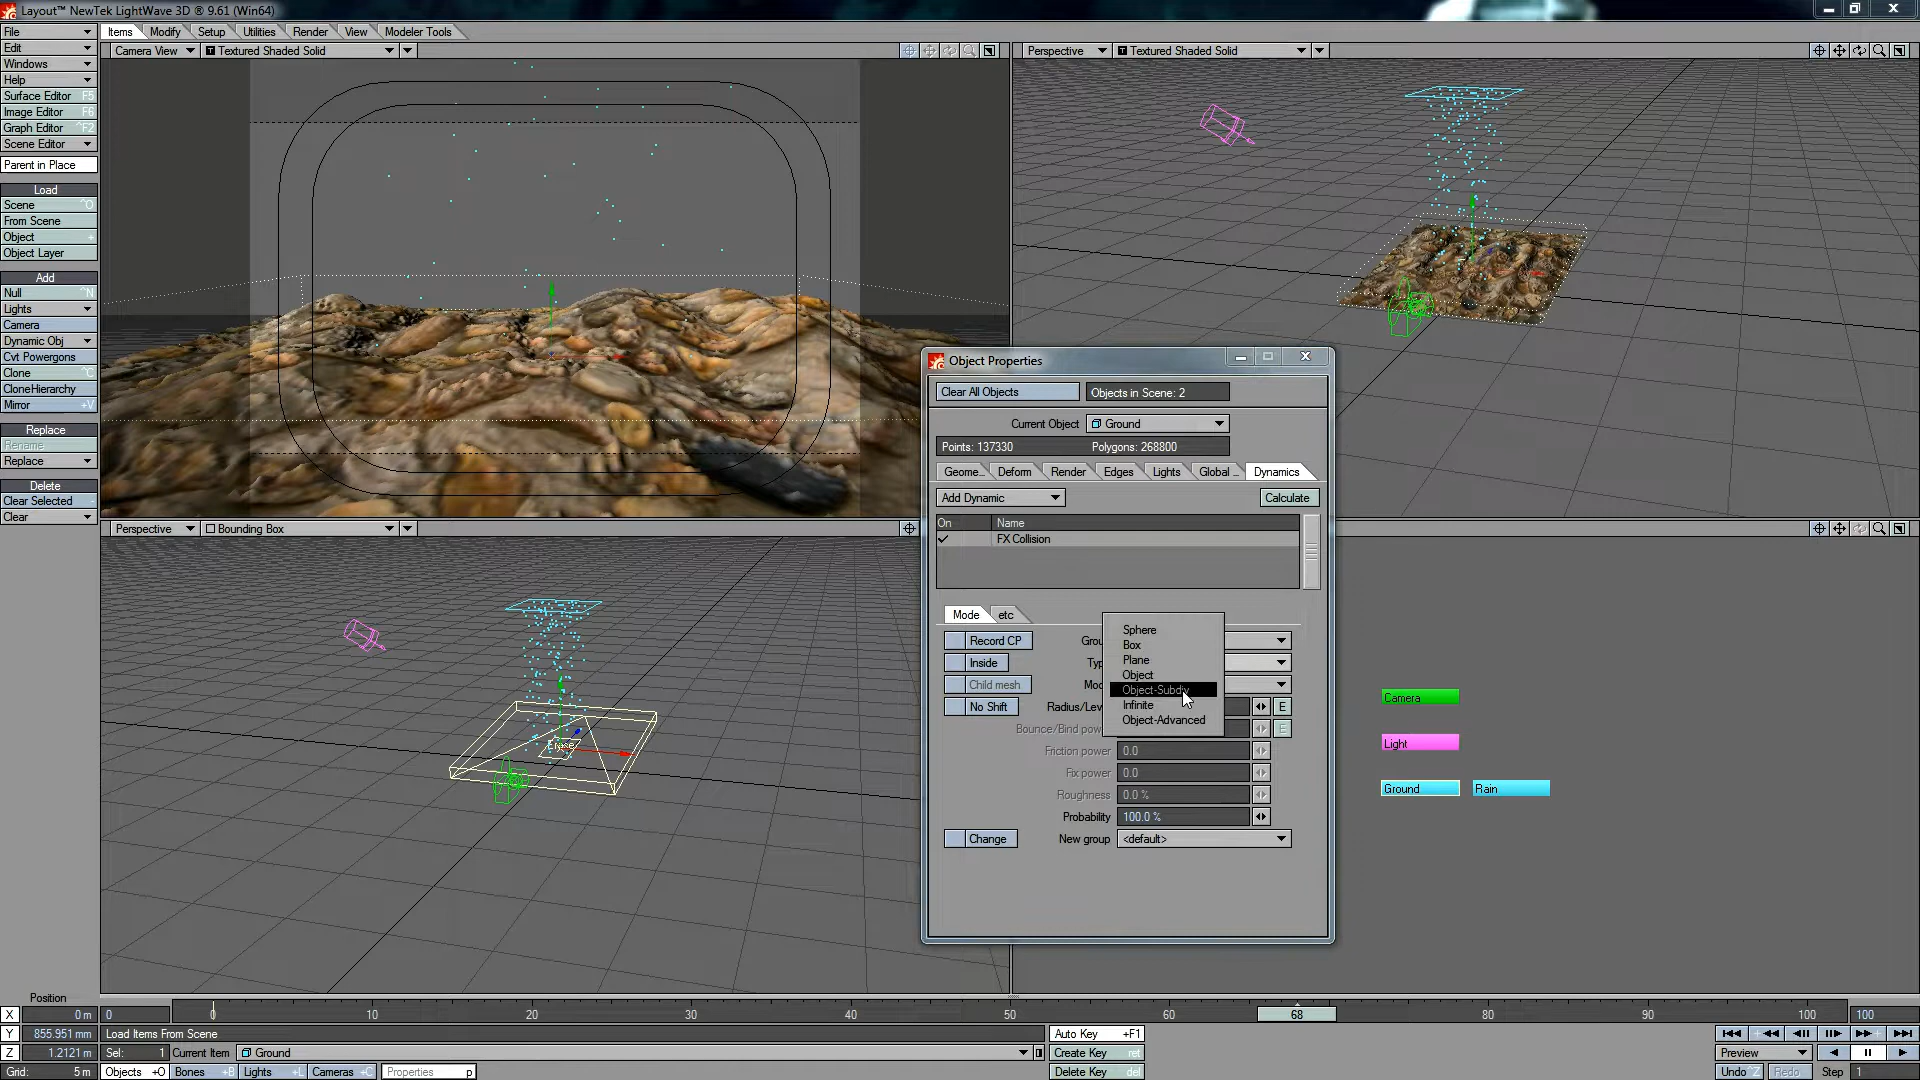 Layout™ NewTek LightWave 3D ® 9.61 (Win64)
File
Items Modify Setup Utilities Render View Modeler Tools
Edit
Camera View Textured Shaded Solid
Perspective Textured Shaded Solid
Windows
Help
Surface Editor F5
Image Editor F6
Graph Editor ^F2
Scene Editor
Parent in Place
Load
Scene ^O
From Scene
Object +
Object Layer
Add
Null ^N
Lights
Camera
Dynamic Obj
Cvt Powergons
Clone ^C
CloneHierarchy
Mirror +V
Replace
Rename
Replace
Delete
Clear Selected -
Clear
Perspective Bounding Box
Object Properties
Clear All Objects Objects in Scene: 2
Current Object Ground
Points: 137330 Polygons: 268800
Geome... Deform Render Edges Lights Global ... Dynamics
Add Dynamic Calculate
On Name
FX Collision
Mode etc
Record CP
Inside
Child mesh
No Shift Radius/Lev
E
Sphere
Box
Plane
Object
Object-Subdiv
Infinite
Object-Advanced
Bounce/Bind pow
E
Friction power 0.0
Fix power 0.0
Roughness 0.0 %
Probability 100.0 %
Change New group <default>
Camera
Light
Ground Rain
Position
X 0 m 0 0 10 20 30 40 50 60 68 80 90 100 100
Y 855.951 mm Load Items From Scene Auto Key +F1
Z 1.2121 m Sel: 1 Current Item Ground Create Key ret Preview
Grid: 5 m Objects +O Bones +B Lights +L Cameras +C Properties p Delete Key del Undo ^Z Redo Step 1